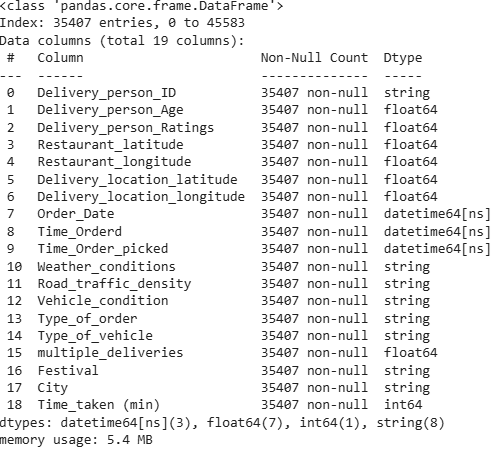 <class 'pandas.core.frame.DataFrame'>
Index: 35407 entries, 0 to 45583
Data columns (total 19 columns):
 #   Column                       Non-Null Count  Dtype
---  ------                       --------------  -----
 0   Delivery_person_ID           35407 non-null  string
 1   Delivery_person_Age          35407 non-null  float64
 2   Delivery_person_Ratings      35407 non-null  float64
 3   Restaurant_latitude          35407 non-null  float64
 4   Restaurant_longitude         35407 non-null  float64
 5   Delivery_location_latitude   35407 non-null  float64
 6   Delivery_location_longitude  35407 non-null  float64
 7   Order_Date                   35407 non-null  datetime64[ns]
 8   Time_Orderd                  35407 non-null  datetime64[ns]
 9   Time_Order_picked            35407 non-null  datetime64[ns]
 10  Weather_conditions           35407 non-null  string
 11  Road_traffic_density         35407 non-null  string
 12  Vehicle_condition            35407 non-null  string
 13  Type_of_order                35407 non-null  string
 14  Type_of_vehicle              35407 non-null  string
 15  multiple_deliveries          35407 non-null  float64
 16  Festival                     35407 non-null  string
 17  City                         35407 non-null  string
 18  Time_taken (min)             35407 non-null  int64
dtypes: datetime64[ns](3), float64(7), int64(1), string(8)
memory usage: 5.4 MB